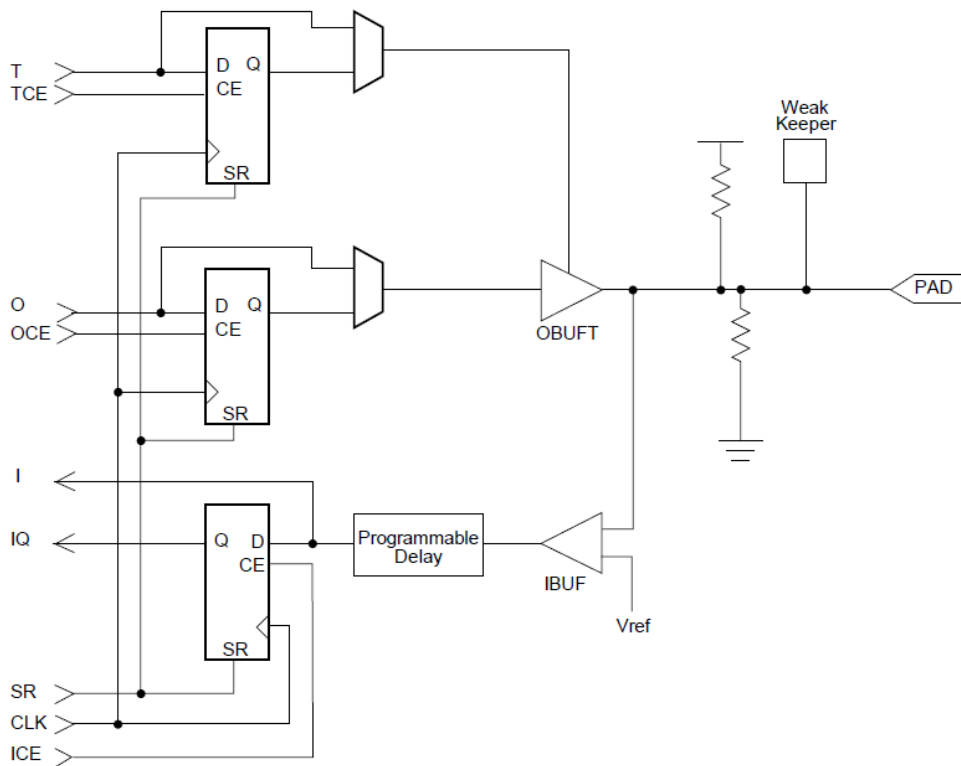 T
TCE
D Q
CE
SR
Weak
Keeper
O
OCE
D Q
CE
SR
OBUFT
PAD
I
IQ
Q D
CE
SR
Programmable
Delay
IBUF
Vref
SR
CLK
ICE